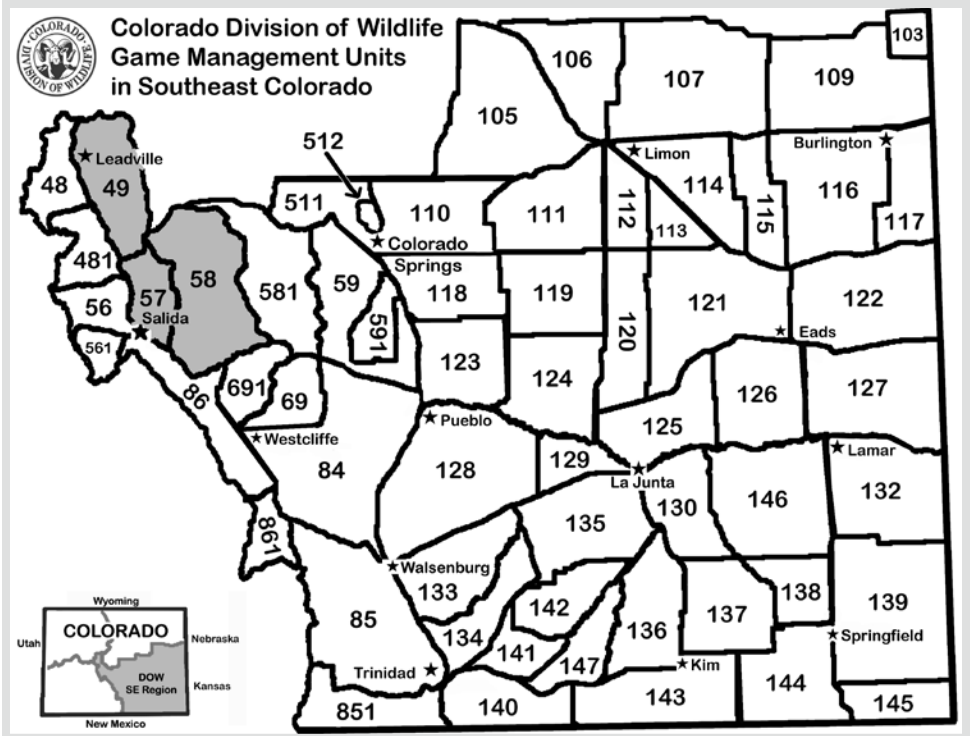 Colorado Division of Wildlife
Game Management Units
in Southeast Colorado
COLORADO
DIVISION OF WILDLIFE
103
106
107
109
105
512
Burlington
Leadville
Limon
48
49
511
110
111
112
114
115
116
117
113
Colorado
Springs
481
57
58
581
59
118
119
121
122
56
Salida
591
120
Eads
561
123
124
126
127
86
691
69
125
Pueblo
Westcliffe
84
128
129
Lamar
La Junta
130
146
132
861
135
Walsenburg
133
142
138
139
85
134
141
136
137
Springfield
147
Trinidad
Kim
851
140
143
144
145
Wyoming
COLORADO
Utah
Nebraska
DOW
SE Region
Kansas
New Mexico